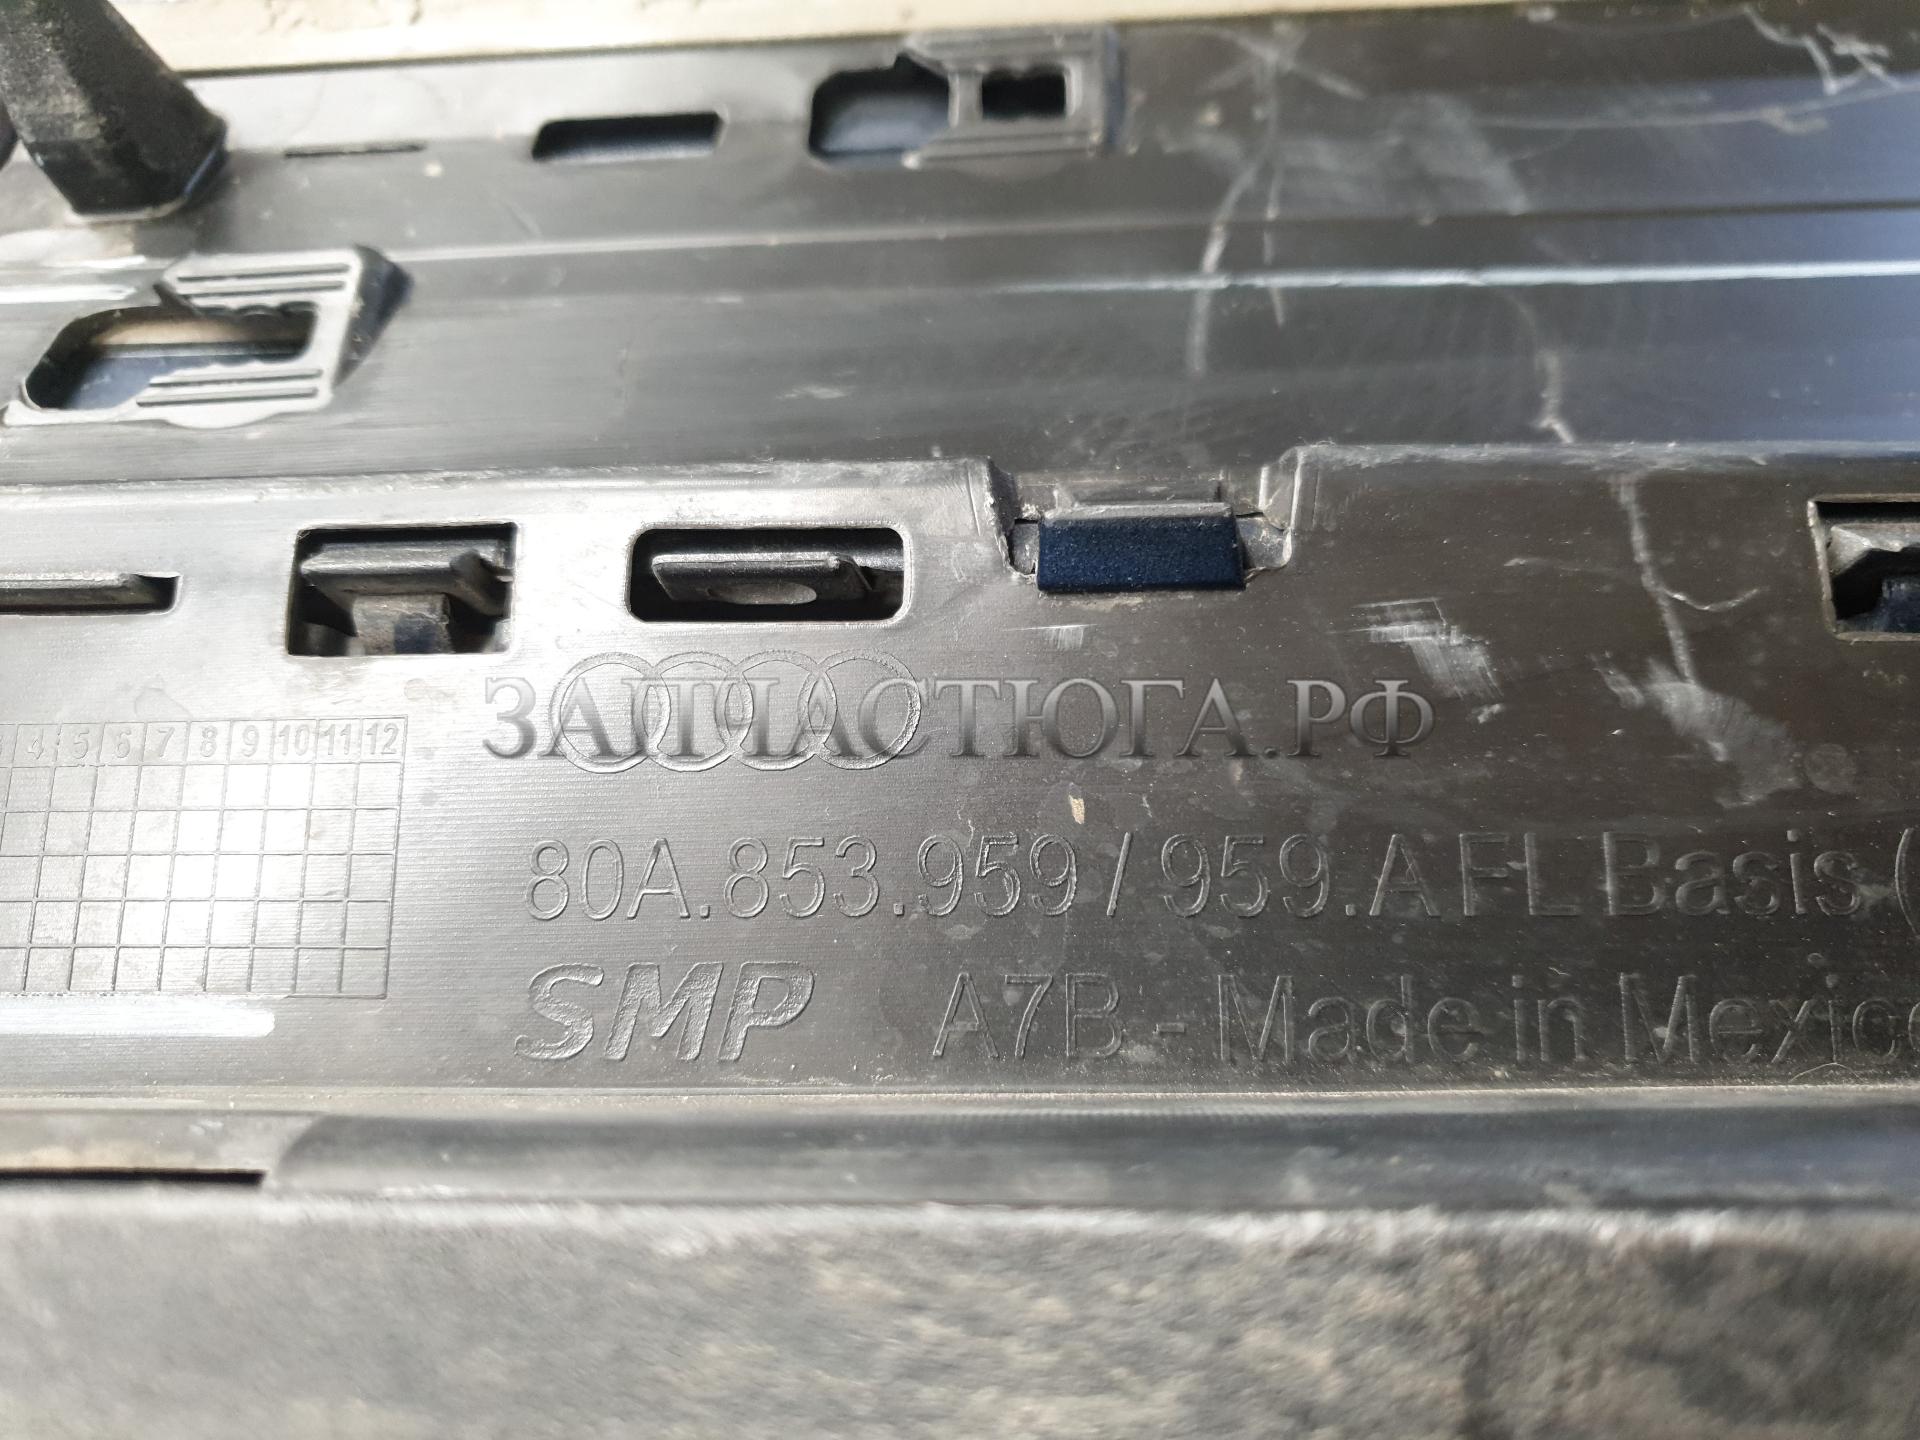 ЗАПЧАСТЮГА.РФ
4 5 6 7 8 9 10 11 12
80A.853.959 / 959.A FL Basis (
SMP A7B - Made in Mexico